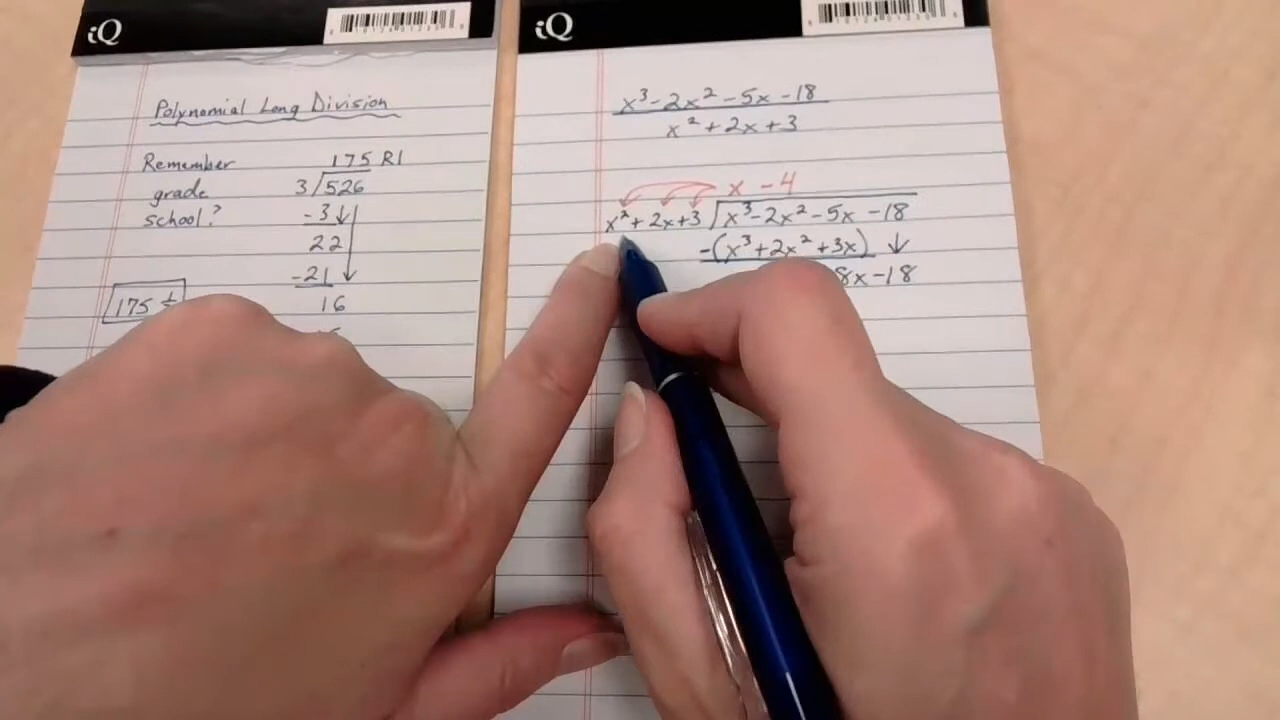 iQ
Polynomial Long Division
Remember
grade
school?
175 R1
3/526
-3↓
22
-21
16
175
iQ
x³-2x²-5x-18
x²+2x+3
x -4
x²+2x+3 x³-2x²-5x-18
-(x³+2x²+3x) ↓
8x-18